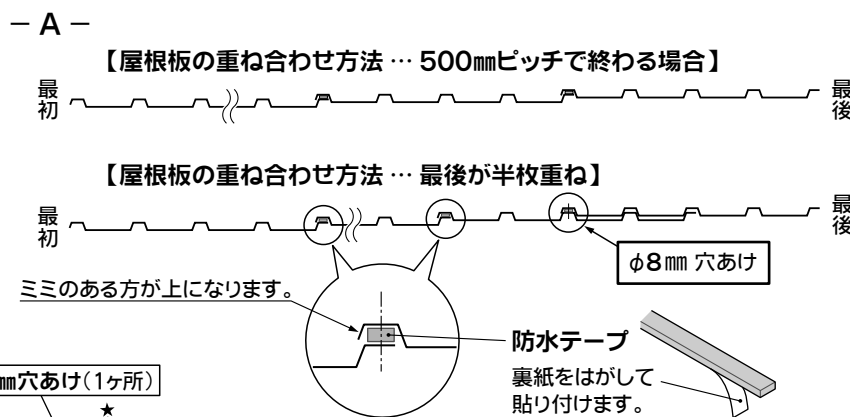 －A－
【屋根板の重ね合わせ方法 … 500㎜ピッチで終わる場合】
最初
最後
【屋根板の重ね合わせ方法 … 最後が半枚重ね】
最初
最後
φ8㎜ 穴あけ
ミミのある方が上になります。
防水テープ
裏紙をはがして
貼り付けます。
㎜穴あけ(1ヶ所)
★